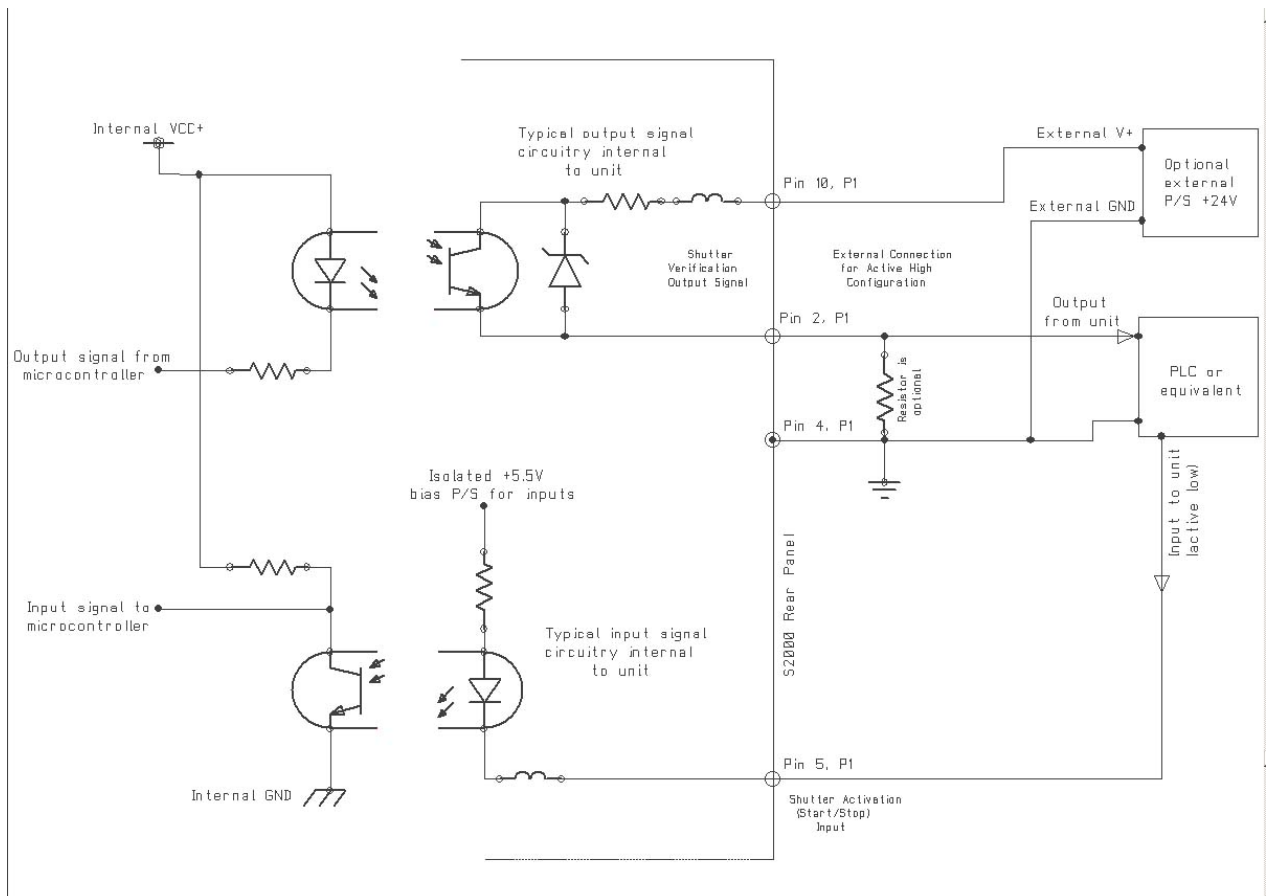 Internal VCC+
Typical output signal
circuitry internal
to unit
Pin 10, P1
External V+
Optional
external
P/S +24V
External GND
Shutter
Verification
Output Signal
External Connection
for Active High
Configuration
Pin 2, P1
Output
from unit
Output signal from
microcontroller
Resistor is
optional
PLC or
equivalent
Pin 4, P1
Isolated +5.5V
bias P/S for inputs
Input to unit
(active low)
S2000 Rear Panel
Input signal to
microcontroller
Typical input signal
circuitry internal
to unit
Pin 5, P1
Internal GND
Shutter Activation
(Start/Stop)
Input